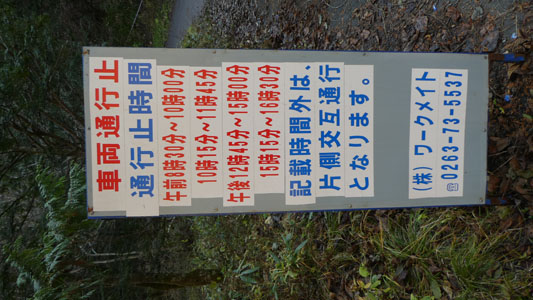 車両通行止
通行止時間
午前8時30分〜10時00分
10時15分〜11時45分
午後12時45分〜15時00分
15時15分〜16時30分
記載時間外は、
片側交互通行
となります。
(株)ワークメイト
☎0263-73-5537